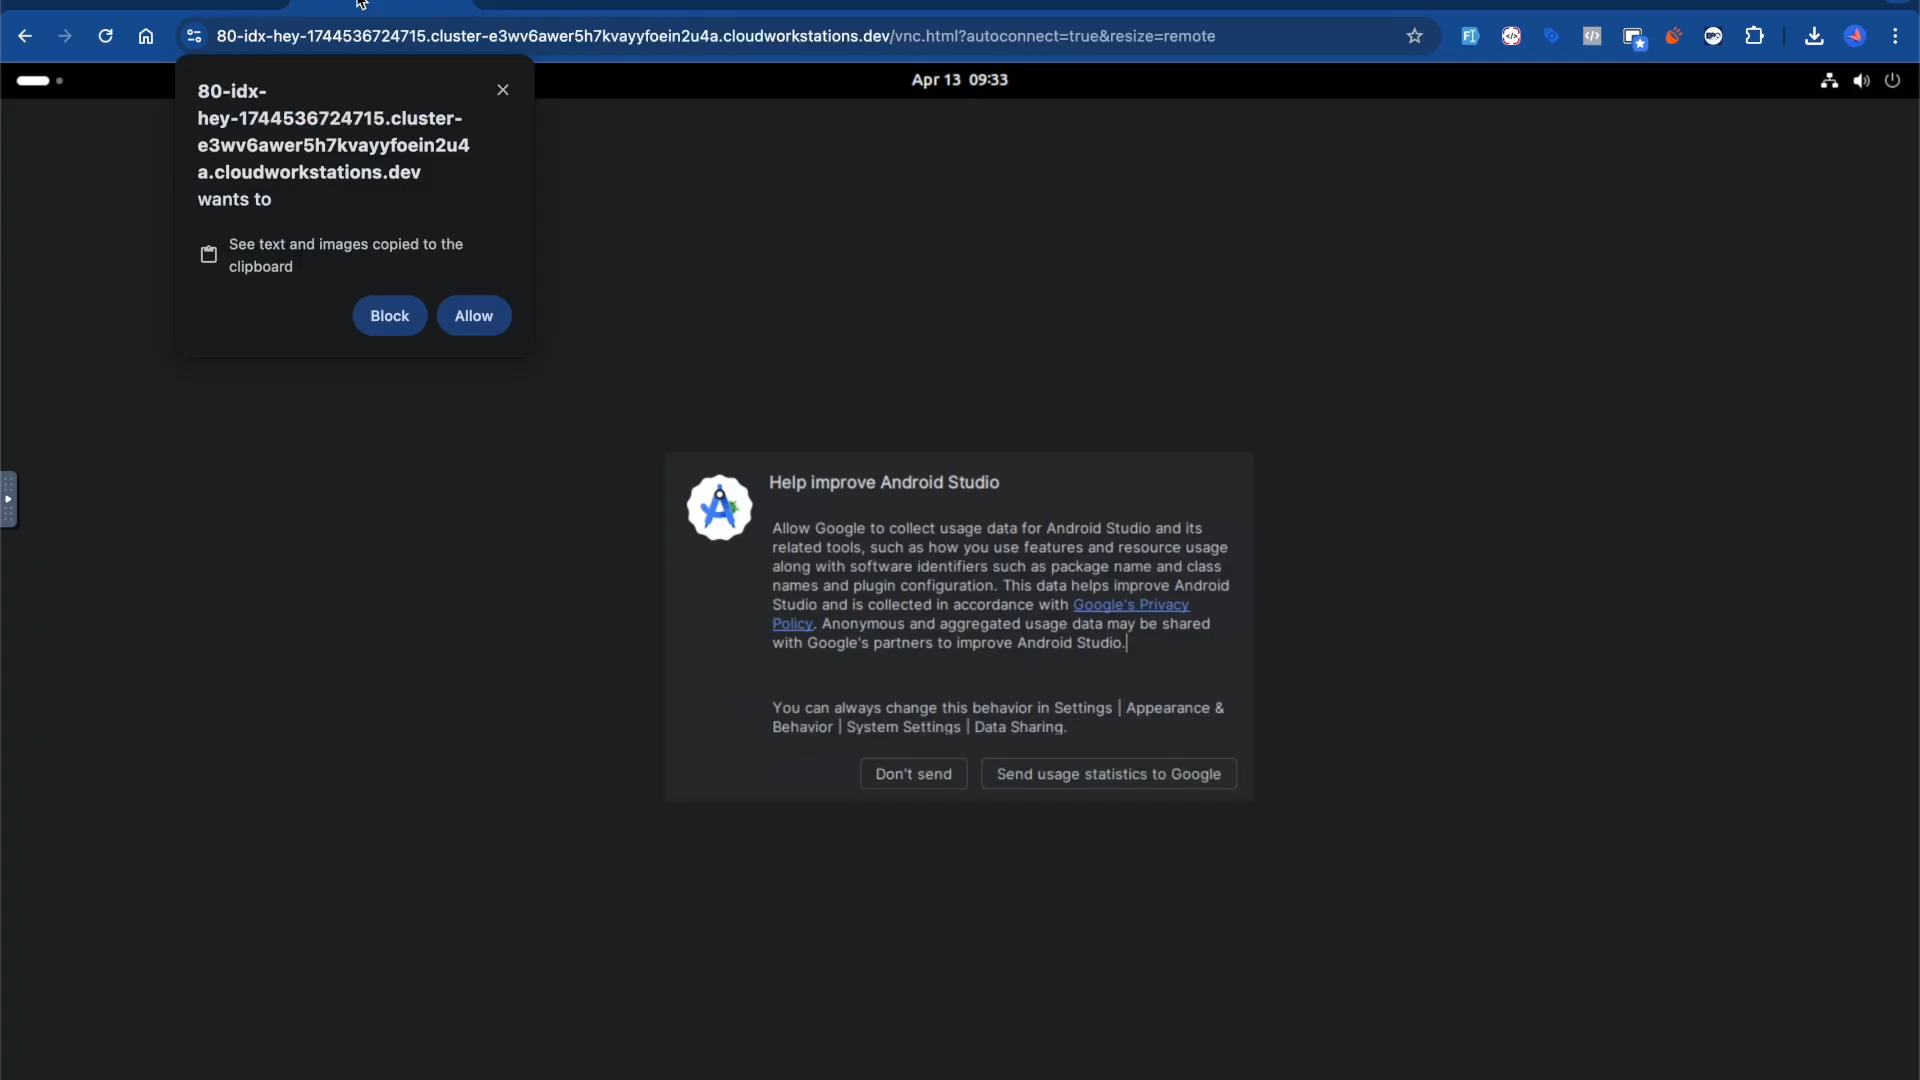 80-idx-hey-1744536724715.cluster-e3wv6awer5h7kvayyfoein2u4a.cloudworkstations.dev/vnc.html?autoconnect=true&resize=remote
Apr 13 09:33
80-idx-
hey-1744536724715.cluster-
e3wv6awer5h7kvayyfoein2u4
a.cloudworkstations.dev
wants to
See text and images copied to the
clipboard
Block
Allow
Help improve Android Studio
Allow Google to collect usage data for Android Studio and its
related tools, such as how you use features and resource usage
along with software identifiers such as package name and class
names and plugin configuration. This data helps improve Android
Studio and is collected in accordance with Google's Privacy
Policy. Anonymous and aggregated usage data may be shared
with Google's partners to improve Android Studio.
You can always change this behavior in Settings | Appearance &
Behavior | System Settings | Data Sharing.
Don't send
Send usage statistics to Google